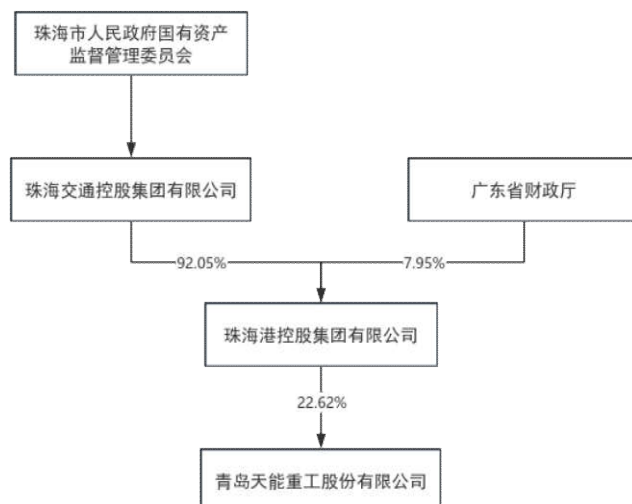 珠海市人民政府国有资产
监督管理委员会
珠海交通控股集团有限公司
广东省财政厅
92.05%
7.95%
珠海港控股集团有限公司
22.62%
青岛天能重工股份有限公司